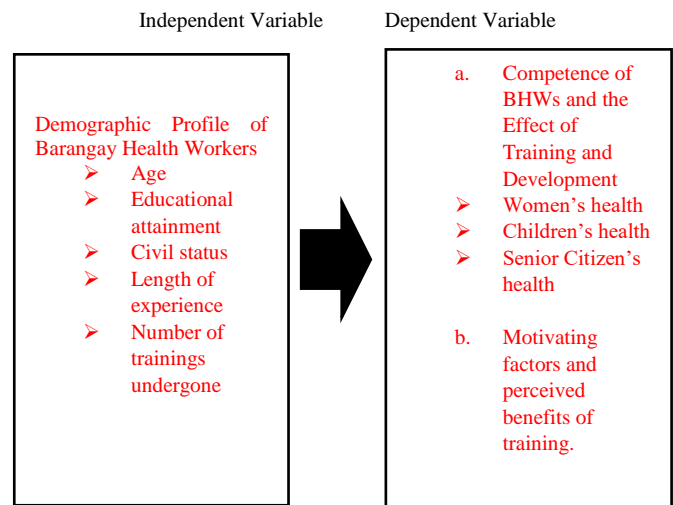 Independent Variable
Demographic Profile of
Barangay Health Workers
➢ Age
➢ Educational
attainment
➢ Civil status
➢ Length of
experience
➢ Number of
trainings
undergone
Dependent Variable
a. Competence of
BHWs and the
Effect of
Training and
Development
➢ Women’s health
➢ Children’s health
➢ Senior Citizen’s
health
b. Motivating
factors and
perceived
benefits of
training.